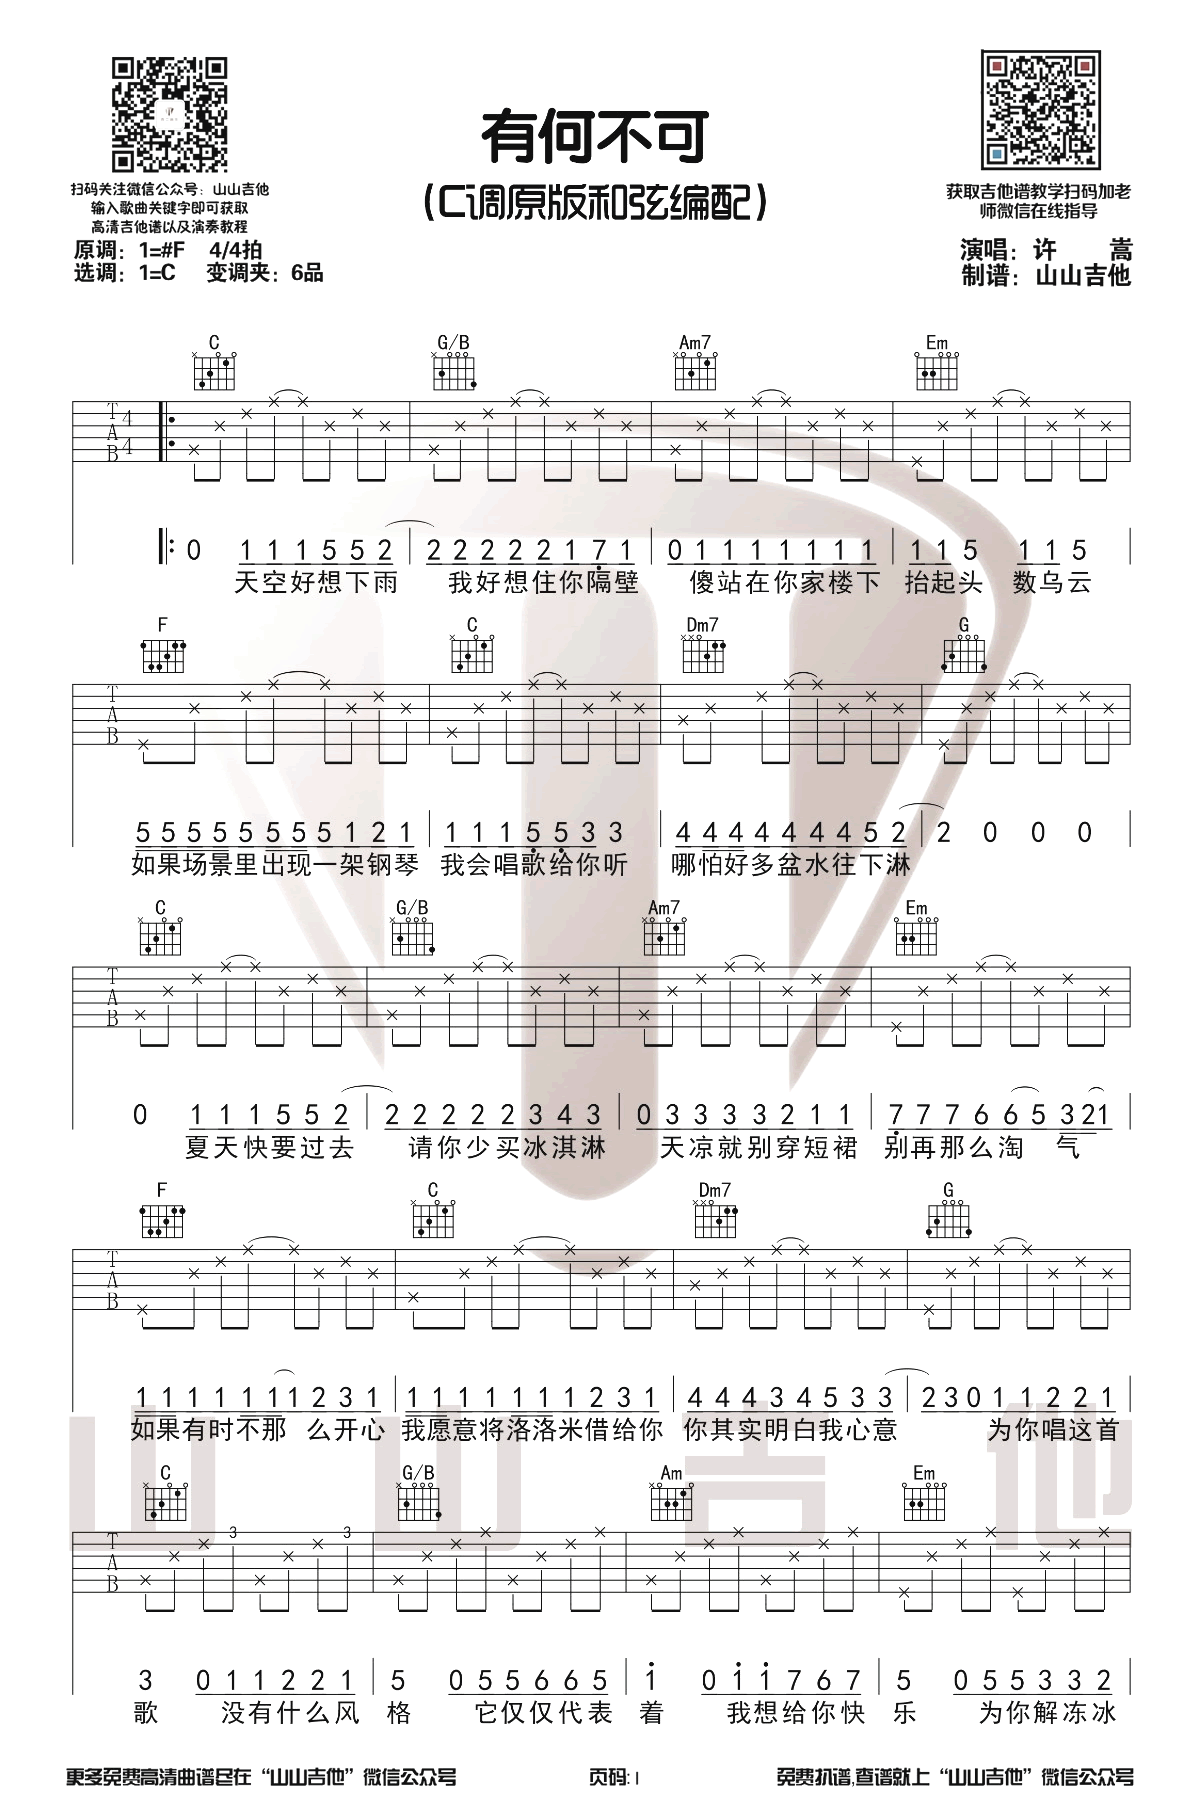 有何不可
（C调原版和弦编配）
扫码关注微信公众号：山山吉他
输入歌曲关键字即可获取
高清吉他谱以及演奏教程
原调：1=#F 4/4拍
选调：1=C 变调夹：6品
获取吉他谱教学扫码加老
师微信在线指导
演唱：许 嵩
制谱：山山吉他
C G/B Am7 Em
T 4
A
B 4
0 1 1 1 5 5 2 2 2 2 2 2 1 7 1 0 1 1 1 1 1 1 1 1 1 5 1 1 5
天空好想下雨 我好想住你隔壁 傻站在你家楼下 抬起头 数乌云
F C Dm7 G
T
A
B
5 5 5 5 5 5 5 5 1 2 1 1 1 1 5 5 3 3 4 4 4 4 4 4 4 5 2 2 0 0 0
如果场景里出现一架钢琴 我会唱歌给你听 哪怕好多盆水往下淋
C G/B Am7 Em
T
A
B
0 1 1 1 5 5 2 2 2 2 2 2 3 4 3 0 3 3 3 3 2 1 1 7 7 7 6 6 5 3 2 1
夏天快要过去 请你少买冰淇淋 天凉就别穿短裙 别再那么淘 气
F C Dm7 G
T
A
B
1 1 1 1 1 1 1 1 2 3 1 1 1 1 1 1 1 1 2 3 1 4 4 4 3 4 5 3 3 2 3 0 1 1 2 2 1
如果有时不那 么开心 我愿意将洛洛米借给你 你其实明白我心意 为你唱这首
C G/B Am Em
3 3
T
A
B
3 0 1 1 2 2 1 5 0 5 5 6 6 5 1 0 1 1 7 6 7 5 0 5 5 3 3 2
歌 没有什么风 格 它仅仅代表 着 我想给你快 乐 为你解冻冰
山山吉他
更多免费高清曲谱尽在“山山吉他”微信公众号 页码: 1 免费扒谱,查谱就上“山山吉他”微信公众号